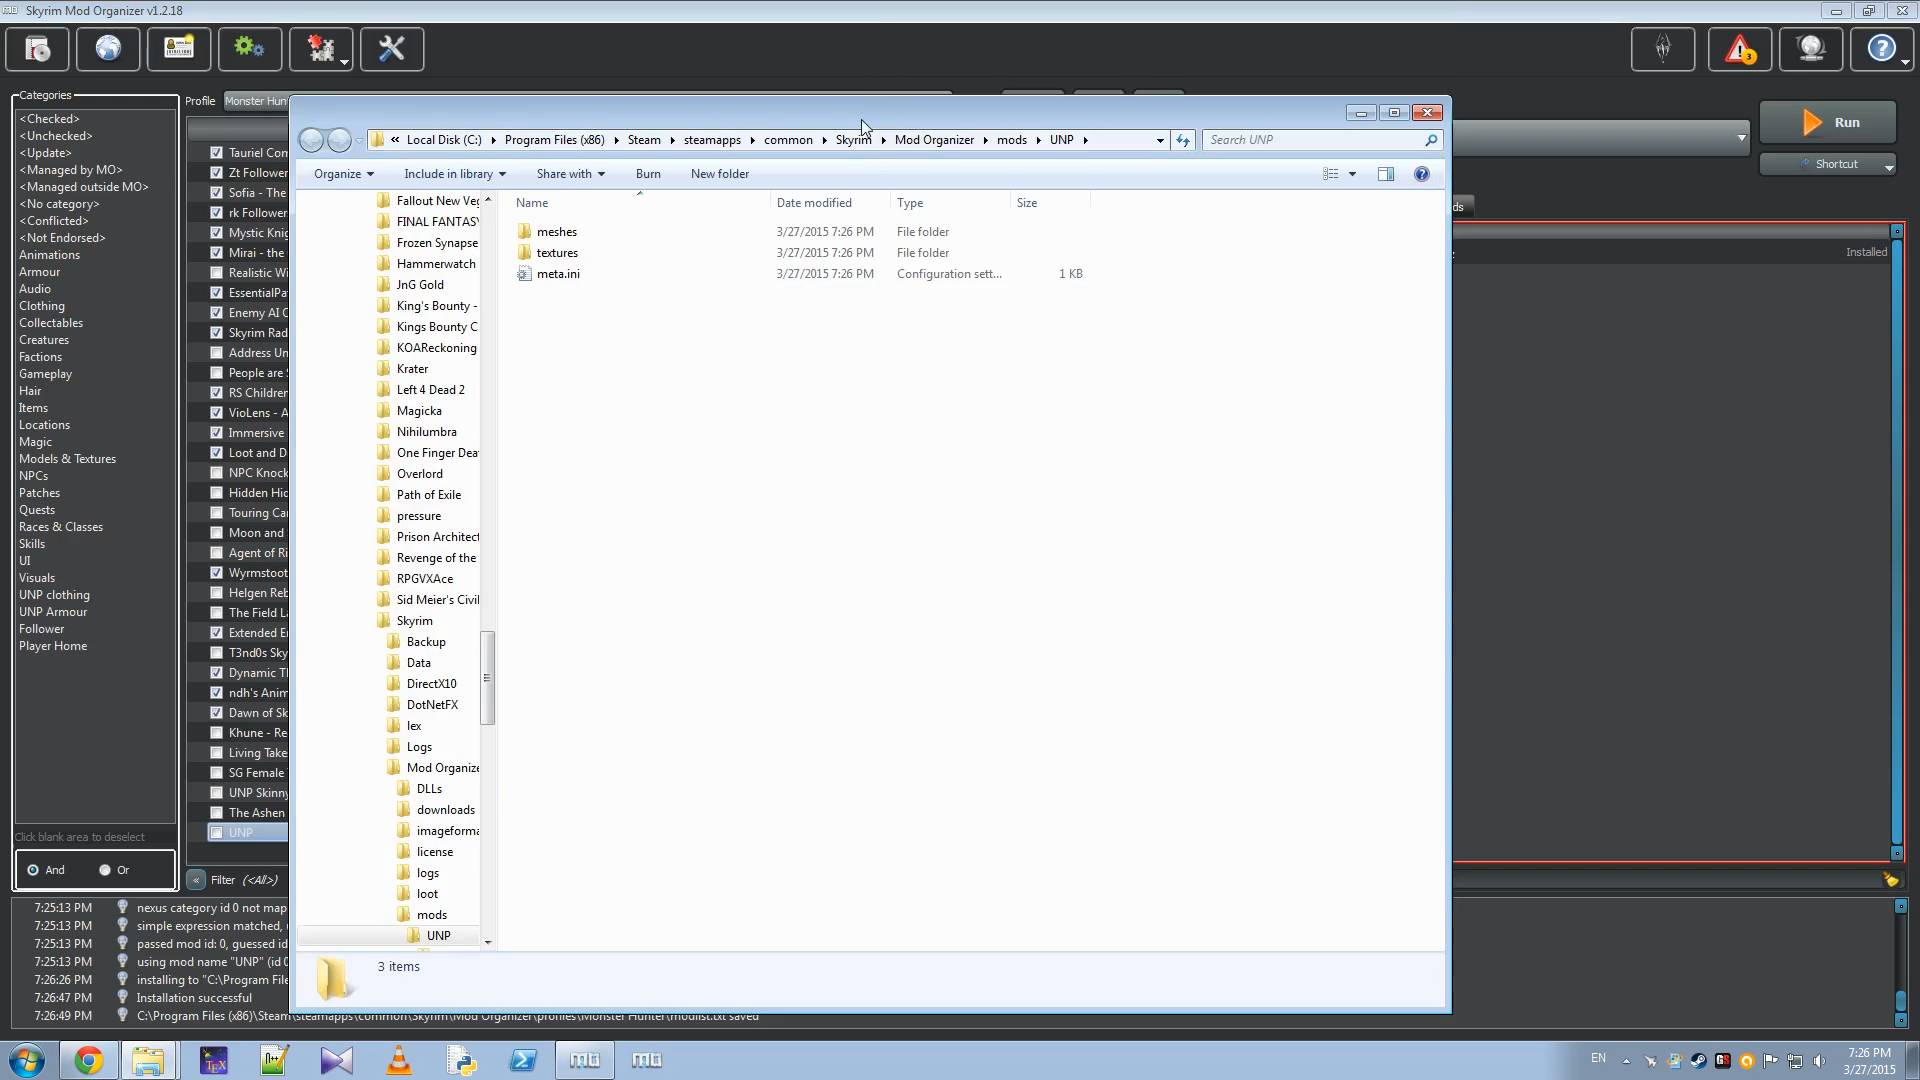 Skyrim Mod Organizer v1.2.18
Categories
<Checked>
<Unchecked>
<Update>
<Managed by MO>
<Managed outside MO>
<No category>
<Conflicted>
<Not Endorsed>
Animations
Armour
Audio
Clothing
Collectables
Creatures
Factions
Gameplay
Hair
Items
Locations
Magic
Models & Textures
NPCs
Patches
Quests
Races & Classes
Skills
UI
Visuals
UNP clothing
UNP Armour
Follower
Player Home
Click blank area to deselect
And Or
Profile Monster Hun
Tauriel Com
Zt Follower
Sofia - The
rk Follower
Mystic Knig
Mirai - the
Realistic Wi
EssentialPa
Enemy AI C
Skyrim Rad
Address Un
People are
RS Children
VioLens - A
Immersive
Loot and D
NPC Knock
Hidden Hid
Touring Ca
Moon and
Agent of Ri
Wyrmstoot
Helgen Reb
The Field La
Extended E
T3nd0s Sky
Dynamic T
ndh's Anim
Dawn of Sk
Khune - Re
Living Take
SG Female
UNP Skinny
The Ashen
UNP
« Filter (<All>)
« Local Disk (C:) Program Files (x86) Steam steamapps common Skyrim Mod Organizer mods UNP
Search UNP
Organize Include in library Share with Burn New folder
Fallout New Veg
FINAL FANTASY
Frozen Synapse
Hammerwatch
JnG Gold
King's Bounty -
Kings Bounty C
KOAReckoning
Krater
Left 4 Dead 2
Magicka
Nihilumbra
One Finger Dea
Overlord
Path of Exile
pressure
Prison Architect
Revenge of the
RPGVXAce
Sid Meier's Civil
Skyrim
Backup
Data
DirectX10
DotNetFX
lex
Logs
Mod Organize
DLLs
downloads
imageforma
license
logs
loot
mods
UNP
Name Date modified Type Size
meshes 3/27/2015 7:26 PM File folder
textures 3/27/2015 7:26 PM File folder
meta.ini 3/27/2015 7:26 PM Configuration sett... 1 KB
3 items
3
Run
Shortcut
ds
Installed
7:25:13 PM nexus category id 0 not map
7:25:13 PM simple expression matched,
7:25:13 PM passed mod id: 0, guessed id
7:25:13 PM using mod name "UNP" (id 0
7:26:26 PM installing to "C:\Program File
7:26:47 PM Installation successful
7:26:49 PM C:\Program Files (x86)\Steam\steamapps\common\Skyrim\Mod Organizer\profiles\Monster Hunter\modlist.txt saved
EN
7:26 PM
3/27/2015